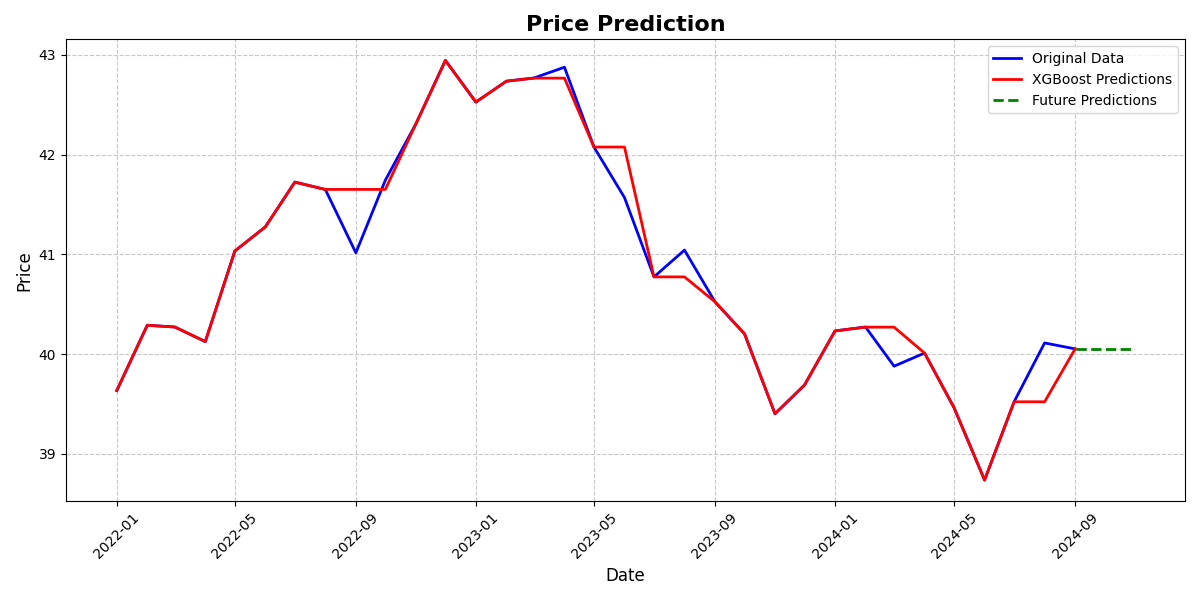 Price Prediction
Original Data
XGBoost Predictions
Future Predictions
Price
43
42
41
40
39
2022-01
2022-05
2022-09
2023-01
2023-05
2023-09
2024-01
2024-05
2024-09
Date